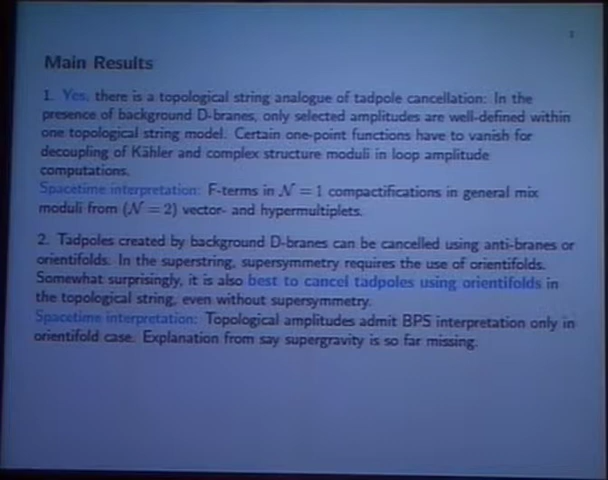 2
Main Results
1. Yes, there is a topological string analogue of tadpole cancellation: In the
presence of background D-branes, only selected amplitudes are well-defined within
one topological string model. Certain one-point functions have to vanish for
decoupling of Kähler and complex structure moduli in loop amplitude
computations.
Spacetime interpretation: F-terms in N = 1 compactifications in general mix
moduli from (N = 2) vector- and hypermultiplets.
2. Tadpoles created by background D-branes can be cancelled using anti-branes or
orientifolds. In the superstring, supersymmetry requires the use of orientifolds.
Somewhat surprisingly, it is also best to cancel tadpoles using orientifolds in
the topological string, even without supersymmetry.
Spacetime interpretation: Topological amplitudes admit BPS interpretation only in
orientifold case. Explanation from say supergravity is so far missing.